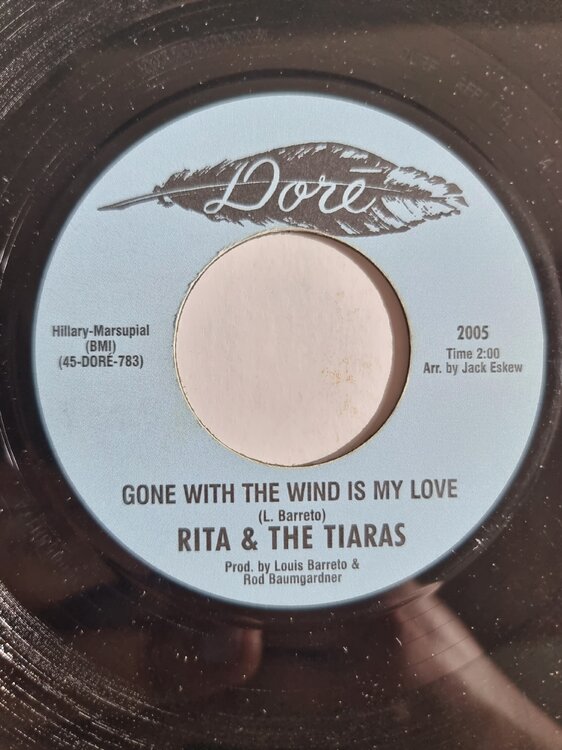 Doré
Hillary-Marsupial
(BMI)
(45-DORÉ-783)
2005
Time 2:00
Arr. by Jack Eskew
GONE WITH THE WIND IS MY LOVE
(L. Barreto)
RITA & THE TIARAS
Prod. by Louis Barreto &
Rod Baumgardner